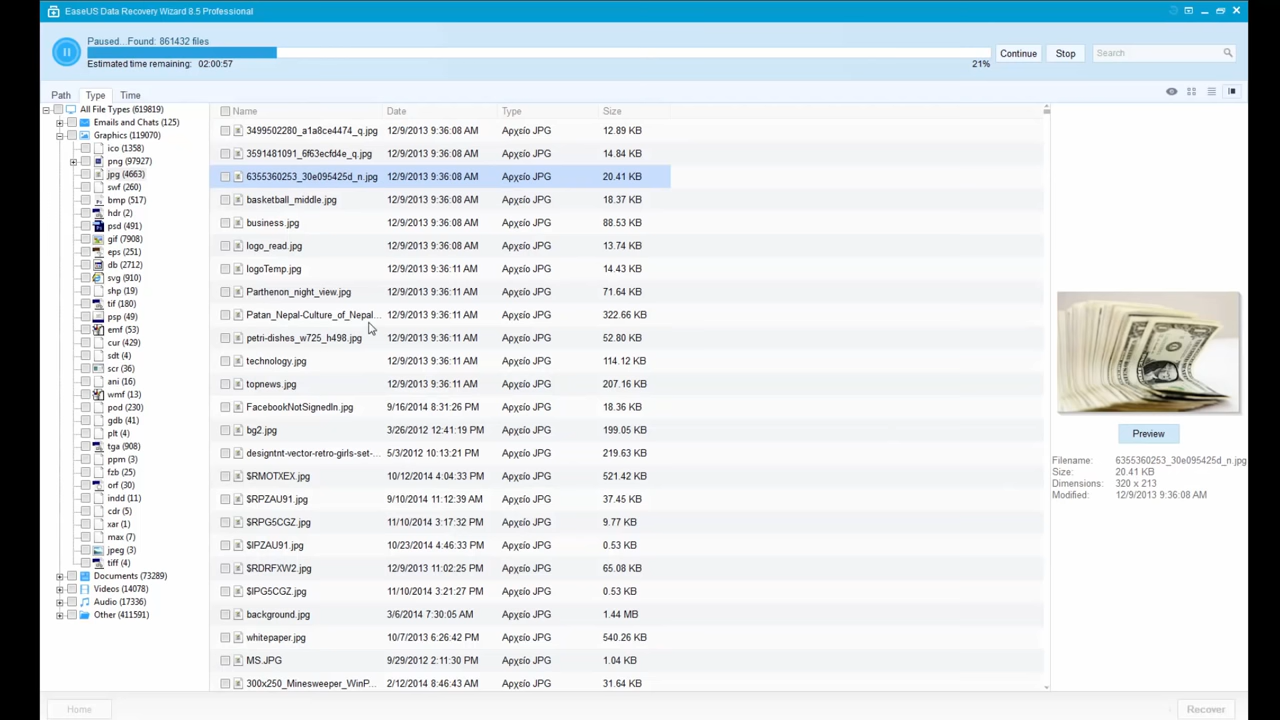 EaseUS Data Recovery Wizard 8.5 Professional
Paused.. Found: 861432 files
Estimated time remaining: 02:00:57
21%
Continue
Stop
Search
Path
Type
Time
All File Types (619819)
Emails and Chats (125)
Graphics (119070)
ico (1358)
png (97927)
jpg (4663)
swf (260)
bmp (517)
hdr (2)
psd (491)
gif (7908)
eps (251)
db (2712)
svg (910)
shp (19)
tif (180)
psp (49)
emf (53)
cur (429)
sdt (4)
scr (36)
ani (16)
wmf (13)
pod (230)
gdb (41)
plt (4)
tga (908)
ppm (3)
fzb (25)
orf (30)
indd (11)
cdr (5)
xar (1)
max (7)
jpeg (3)
tiff (4)
Documents (73289)
Videos (14078)
Audio (17336)
Other (411591)
Name Date Type Size
3499502280_a1a8ce4474_q.jpg 12/9/2013 9:36:08 AM Αρχείο JPG 12.89 KB
3591481091_6f63ecfd4e_q.jpg 12/9/2013 9:36:08 AM Αρχείο JPG 14.84 KB
6355360253_30e095425d_n.jpg 12/9/2013 9:36:08 AM Αρχείο JPG 20.41 KB
basketball_middle.jpg 12/9/2013 9:36:08 AM Αρχείο JPG 18.37 KB
business.jpg 12/9/2013 9:36:08 AM Αρχείο JPG 88.53 KB
logo_read.jpg 12/9/2013 9:36:08 AM Αρχείο JPG 13.74 KB
logoTemp.jpg 12/9/2013 9:36:11 AM Αρχείο JPG 14.43 KB
Parthenon_night_view.jpg 12/9/2013 9:36:11 AM Αρχείο JPG 71.64 KB
Patan_Nepal-Culture_of_Nepal... 12/9/2013 9:36:11 AM Αρχείο JPG 322.66 KB
petri-dishes_w725_h498.jpg 12/9/2013 9:36:11 AM Αρχείο JPG 52.80 KB
technology.jpg 12/9/2013 9:36:11 AM Αρχείο JPG 114.12 KB
topnews.jpg 12/9/2013 9:36:11 AM Αρχείο JPG 207.16 KB
FacebookNotSignedIn.jpg 9/16/2014 8:31:26 PM Αρχείο JPG 18.36 KB
bg2.jpg 3/26/2012 12:41:19 PM Αρχείο JPG 199.05 KB
designtnt-vector-retro-girls-set-... 5/3/2012 10:13:21 PM Αρχείο JPG 219.63 KB
$RMOTXEX.jpg 10/12/2014 4:04:33 PM Αρχείο JPG 521.42 KB
$RPZAU91.jpg 9/10/2014 11:12:39 AM Αρχείο JPG 37.45 KB
$RPG5CGZ.jpg 11/10/2014 3:17:32 PM Αρχείο JPG 9.77 KB
$IPZAU91.jpg 10/23/2014 4:46:33 PM Αρχείο JPG 0.53 KB
$RDRFXW2.jpg 12/9/2013 11:02:25 PM Αρχείο JPG 65.08 KB
$IPG5CGZ.jpg 11/10/2014 3:21:27 PM Αρχείο JPG 0.53 KB
background.jpg 3/6/2014 7:30:05 AM Αρχείο JPG 1.44 MB
whitepaper.jpg 10/7/2013 6:26:42 PM Αρχείο JPG 540.26 KB
MS.JPG 9/29/2012 2:11:30 PM Αρχείο JPG 1.04 KB
300x250_Minesweeper_WinP... 2/12/2014 8:46:43 AM Αρχείο JPG 31.64 KB
Preview
Filename: 6355360253_30e095425d_n.jpg
Size: 20.41 KB
Dimensions: 320 x 213
Modified: 12/9/2013 9:36:08 AM
Home
Recover